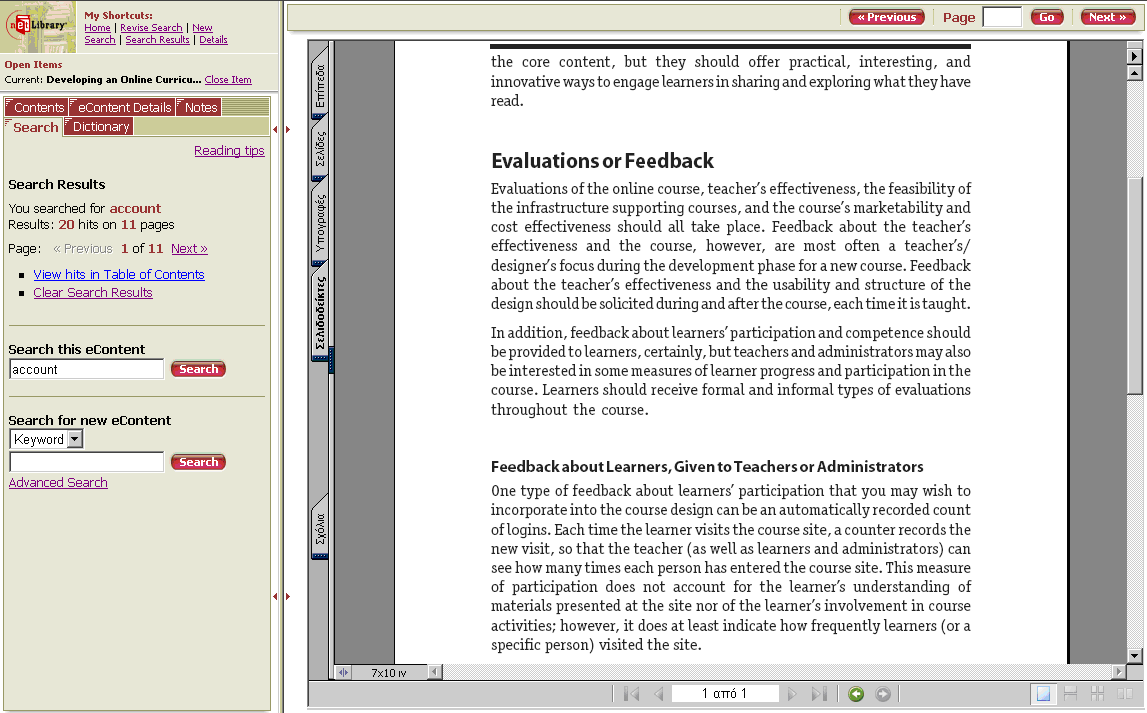 netLibrary
My Shortcuts:
Home | Revise Search | New
Search | Search Results | Details
Open Items
Current: Developing an Online Curricu... Close Item
Contents eContent Details Notes
Search Dictionary
Reading tips
Search Results
You searched for account
Results: 20 hits on 11 pages
Page: « Previous 1 of 11 Next »
View hits in Table of Contents
Clear Search Results
Search this eContent
account Search
Search for new eContent
Keyword
Search
Advanced Search
« Previous Page Go Next »
Επίπεδα
Σελίδες
Υπογραφές
Σελιδοδείκτες
Σχόλια
the core content, but they should offer practical, interesting, and
innovative ways to engage learners in sharing and exploring what they have
read.
Evaluations or Feedback
Evaluations of the online course, teacher's effectiveness, the feasibility of
the infrastructure supporting courses, and the course's marketability and
cost effectiveness should all take place. Feedback about the teacher's
effectiveness and the course, however, are most often a teacher's/
designer's focus during the development phase for a new course. Feedback
about the teacher's effectiveness and the usability and structure of the
design should be solicited during and after the course, each time it is taught.
In addition, feedback about learners' participation and competence should
be provided to learners, certainly, but teachers and administrators may also
be interested in some measures of learner progress and participation in the
course. Learners should receive formal and informal types of evaluations
throughout the course.
Feedback about Learners, Given to Teachers or Administrators
One type of feedback about learners' participation that you may wish to
incorporate into the course design can be an automatically recorded count
of logins. Each time the learner visits the course site, a counter records the
new visit, so that the teacher (as well as learners and administrators) can
see how many times each person has entered the course site. This measure
of participation does not account for the learner's understanding of
materials presented at the site nor of the learner's involvement in course
activities; however, it does at least indicate how frequently learners (or a
specific person) visited the site.
7x10 ιν
1 από 1